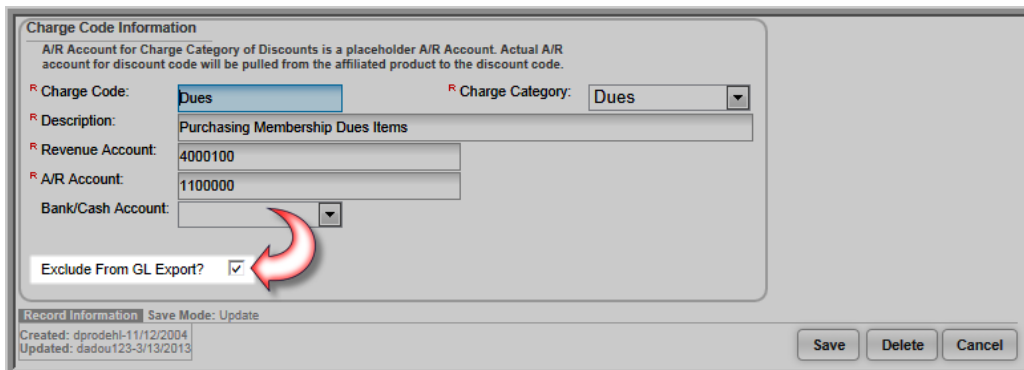 Charge Code Information
A/R Account for Charge Category of Discounts is a placeholder A/R Account. Actual A/R
account for discount code will be pulled from the affiliated product to the discount code.
R Charge Code: Dues R Charge Category: Dues
R Description: Purchasing Membership Dues Items
R Revenue Account: 4000100
R A/R Account: 1100000
Bank/Cash Account:
Exclude From GL Export?
Record Information Save Mode: Update
Created: dprodehl-11/12/2004
Updated: dadou123-3/13/2013
Save Delete Cancel